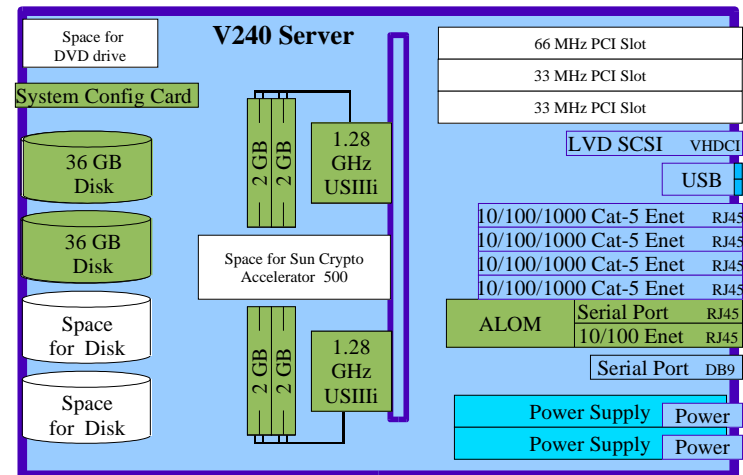 V240 Server
Space for
DVD drive
System Config Card
36 GB
Disk
36 GB
Disk
Space
for Disk
Space
for Disk
2 GB
2 GB
1.28
GHz
USIIIi
Space for Sun Crypto
Accelerator 500
2 GB
2 GB
1.28
GHz
USIIIi
66 MHz PCI Slot
33 MHz PCI Slot
33 MHz PCI Slot
LVD SCSI VHDCI
USB
10/100/1000 Cat-5 Enet RJ45
10/100/1000 Cat-5 Enet RJ45
10/100/1000 Cat-5 Enet RJ45
10/100/1000 Cat-5 Enet RJ45
ALOM
Serial Port RJ45
10/100 Enet RJ45
Serial Port DB9
Power Supply Power
Power Supply Power